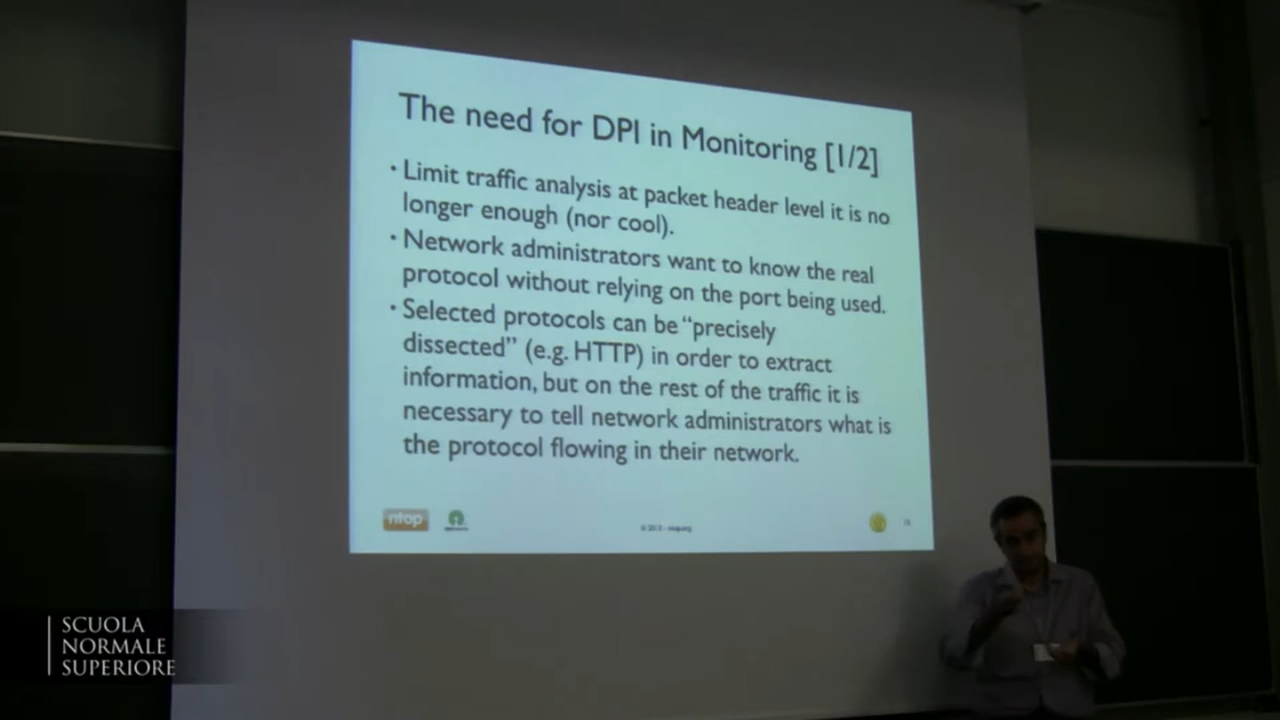 The need for DPI in Monitoring [1/2]
• Limit traffic analysis at packet header level it is no
longer enough (nor cool).
• Network administrators want to know the real
protocol without relying on the port being used.
• Selected protocols can be “precisely
dissected” (e.g. HTTP) in order to extract
information, but on the rest of the traffic it is
necessary to tell network administrators what is
the protocol flowing in their network.
ntop
SCUOLA
NORMALE
SUPERIORE